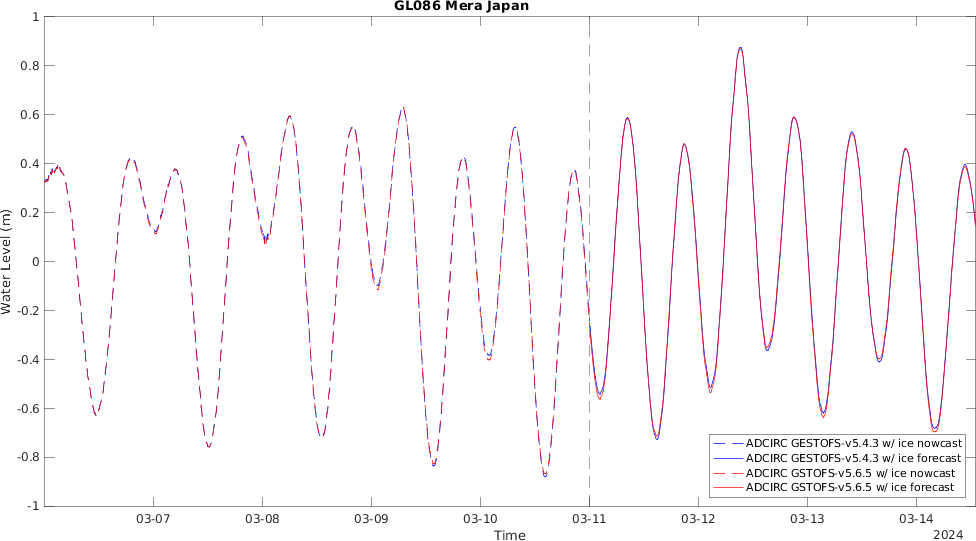 GL086 Mera Japan
1
0.8
0.6
0.4
0.2
0
-0.2
-0.4
-0.6
-0.8
-1
Water Level (m)
ADCIRC GESTOFS-v5.4.3 w/ ice nowcast
ADCIRC GESTOFS-v5.4.3 w/ ice forecast
ADCIRC GSTOFS-v5.6.5 w/ ice nowcast
ADCIRC GSTOFS-v5.6.5 w/ ice forecast
03-07 03-08 03-09 03-10 03-11 03-12 03-13 03-14
Time
2024